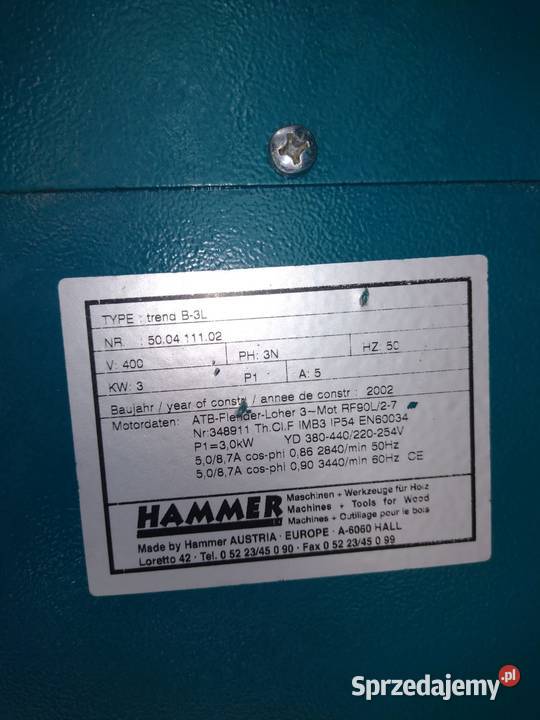 TYPE : trend B-3L
NR. : 50.04.111.02
V: 400 PH: 3N HZ: 50
KW: 3 P1 A: 5
Baujahr / year of constr / annee de constr : 2002
Motordaten: ATB-Flender-Loher 3~Mot RF90L/2-7
Nr:348911 Th.Cl.F IMB3 IP54 EN60034
P1=3,0kW YD 380-440/220-254V
5,0/8,7A cos-phi 0,86 2840/min 50Hz
5,0/8,7A cos-phi 0,90 3440/min 60Hz CE
HAMMER
Maschinen + Werkzeuge für Holz
Machines + Tools for Wood
Machines + Outillage pour le bois
Made by Hammer AUSTRIA · EUROPE · A-6060 HALL
Loretto 42 · Tel. 0 52 23/45 0 90 · Fax 0 52 23/45 0 99
Sprzedajemy.pl